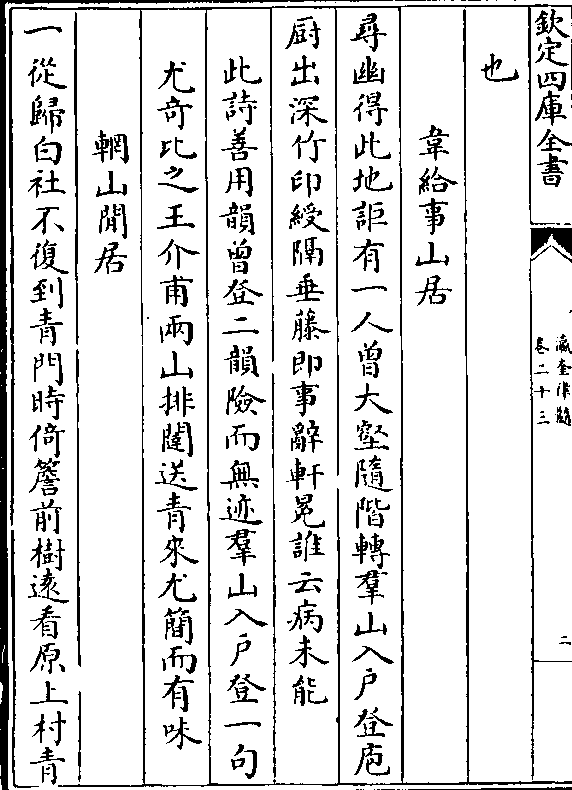 欽定四庫全書
瀛奎律髓
卷二十三
二
也
韋給事山居
尋幽得此地詎有一人曾大壑隨階轉羣山入戸登庖
厨出深竹印綬隔垂藤即事辭軒冕誰云病未能
此詩善用韻曾登二韻險而無迹羣山入戸登一句
尤竒比之王介甫兩山排闥送青來尤簡而有味
輞山閒居
一從歸白社不復到青門時倚簷前樹遠看原上村青